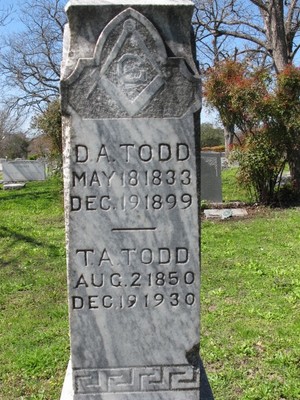 D.A. TODD
MAY 18 1833
DEC. 19 1899
T.A. TODD
AUG. 2 1850
DEC 19 1930